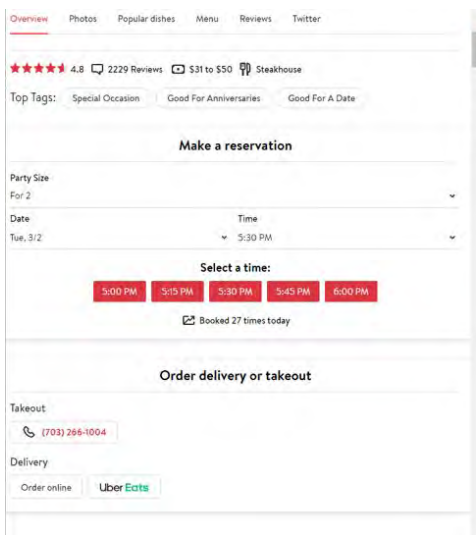 Overview Photos Popular dishes Menu Reviews Twitter
4.8 2229 Reviews $31 to $50 Steakhouse
Top Tags: Special Occasion Good For Anniversaries Good For A Date
Make a reservation
Party Size
For 2
Date Time
Tue, 3/2 5:30 PM
Select a time:
5:00 PM 5:15 PM 5:30 PM 5:45 PM 6:00 PM
Booked 27 times today
Order delivery or takeout
Takeout
(703) 266-1004
Delivery
Order online Uber Eats